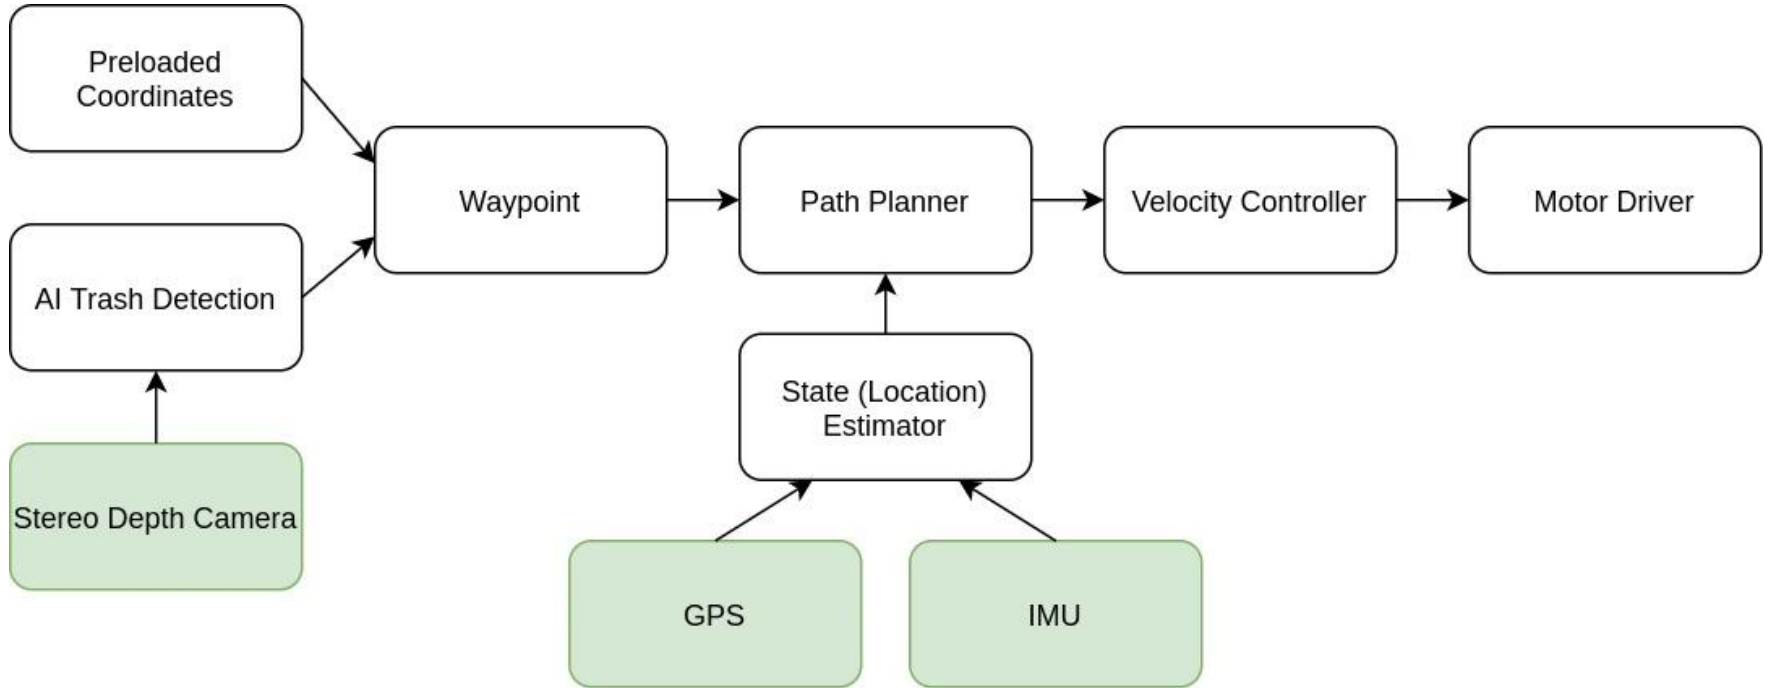 Preloaded
Coordinates
Waypoint
Path Planner
Velocity Controller
Motor Driver
AI Trash Detection
State (Location)
Estimator
Stereo Depth Camera
GPS
IMU